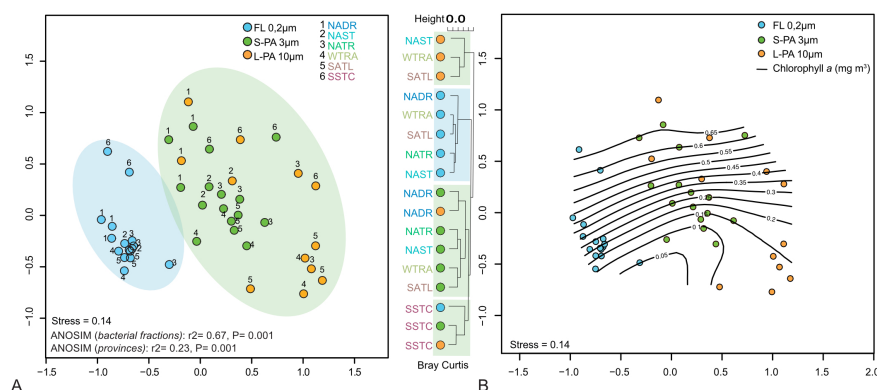 FL 0,2µm
S-PA 3µm
L-PA 10µm
1 NADR
2 NAST
3 NATR
4 WTRA
5 SATL
6 SSTC
1.5
1.0
0.5
0.0
−0.5
−1.0
−1.5 −1.0 −0.5 0.0 0.5 1.0 1.5
Stress = 0.14
ANOSIM (bacterial fractions): r2= 0.67, P= 0.001
ANOSIM (provinces): r2= 0.23, P= 0.001
A
Height 0.0
NAST
WTRA
SATL
NADR
WTRA
SATL
NATR
NAST
NADR
NADR
NATR
NAST
WTRA
SATL
SSTC
SSTC
SSTC
Bray Curtis
B
FL 0,2µm
S-PA 3µm
L-PA 10µm
Chlorophyll a (mg m³)
1.5
1.0
0.5
0.0
−0.5
−1.0
0.65
0.6
0.55
0.5
0.45
0.4
0.35
0.3
0.2
0.1
0.05
Stress = 0.14
−1.5 −1.0 −0.5 0.0 0.5 1.0 1.5 2.0